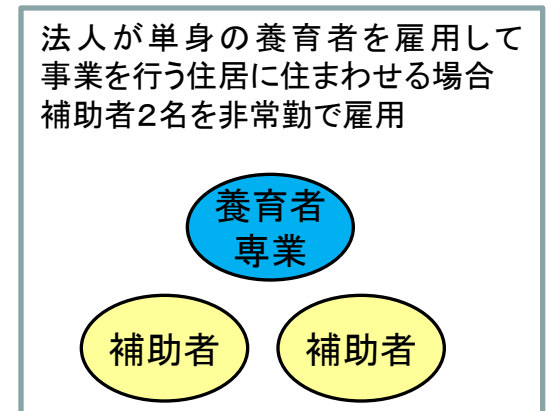 法人が単身の養育者を雇用して
事業を行う住居に住まわせる場合
補助者２名を非常勤で雇用
養育者
専業
補助者
補助者